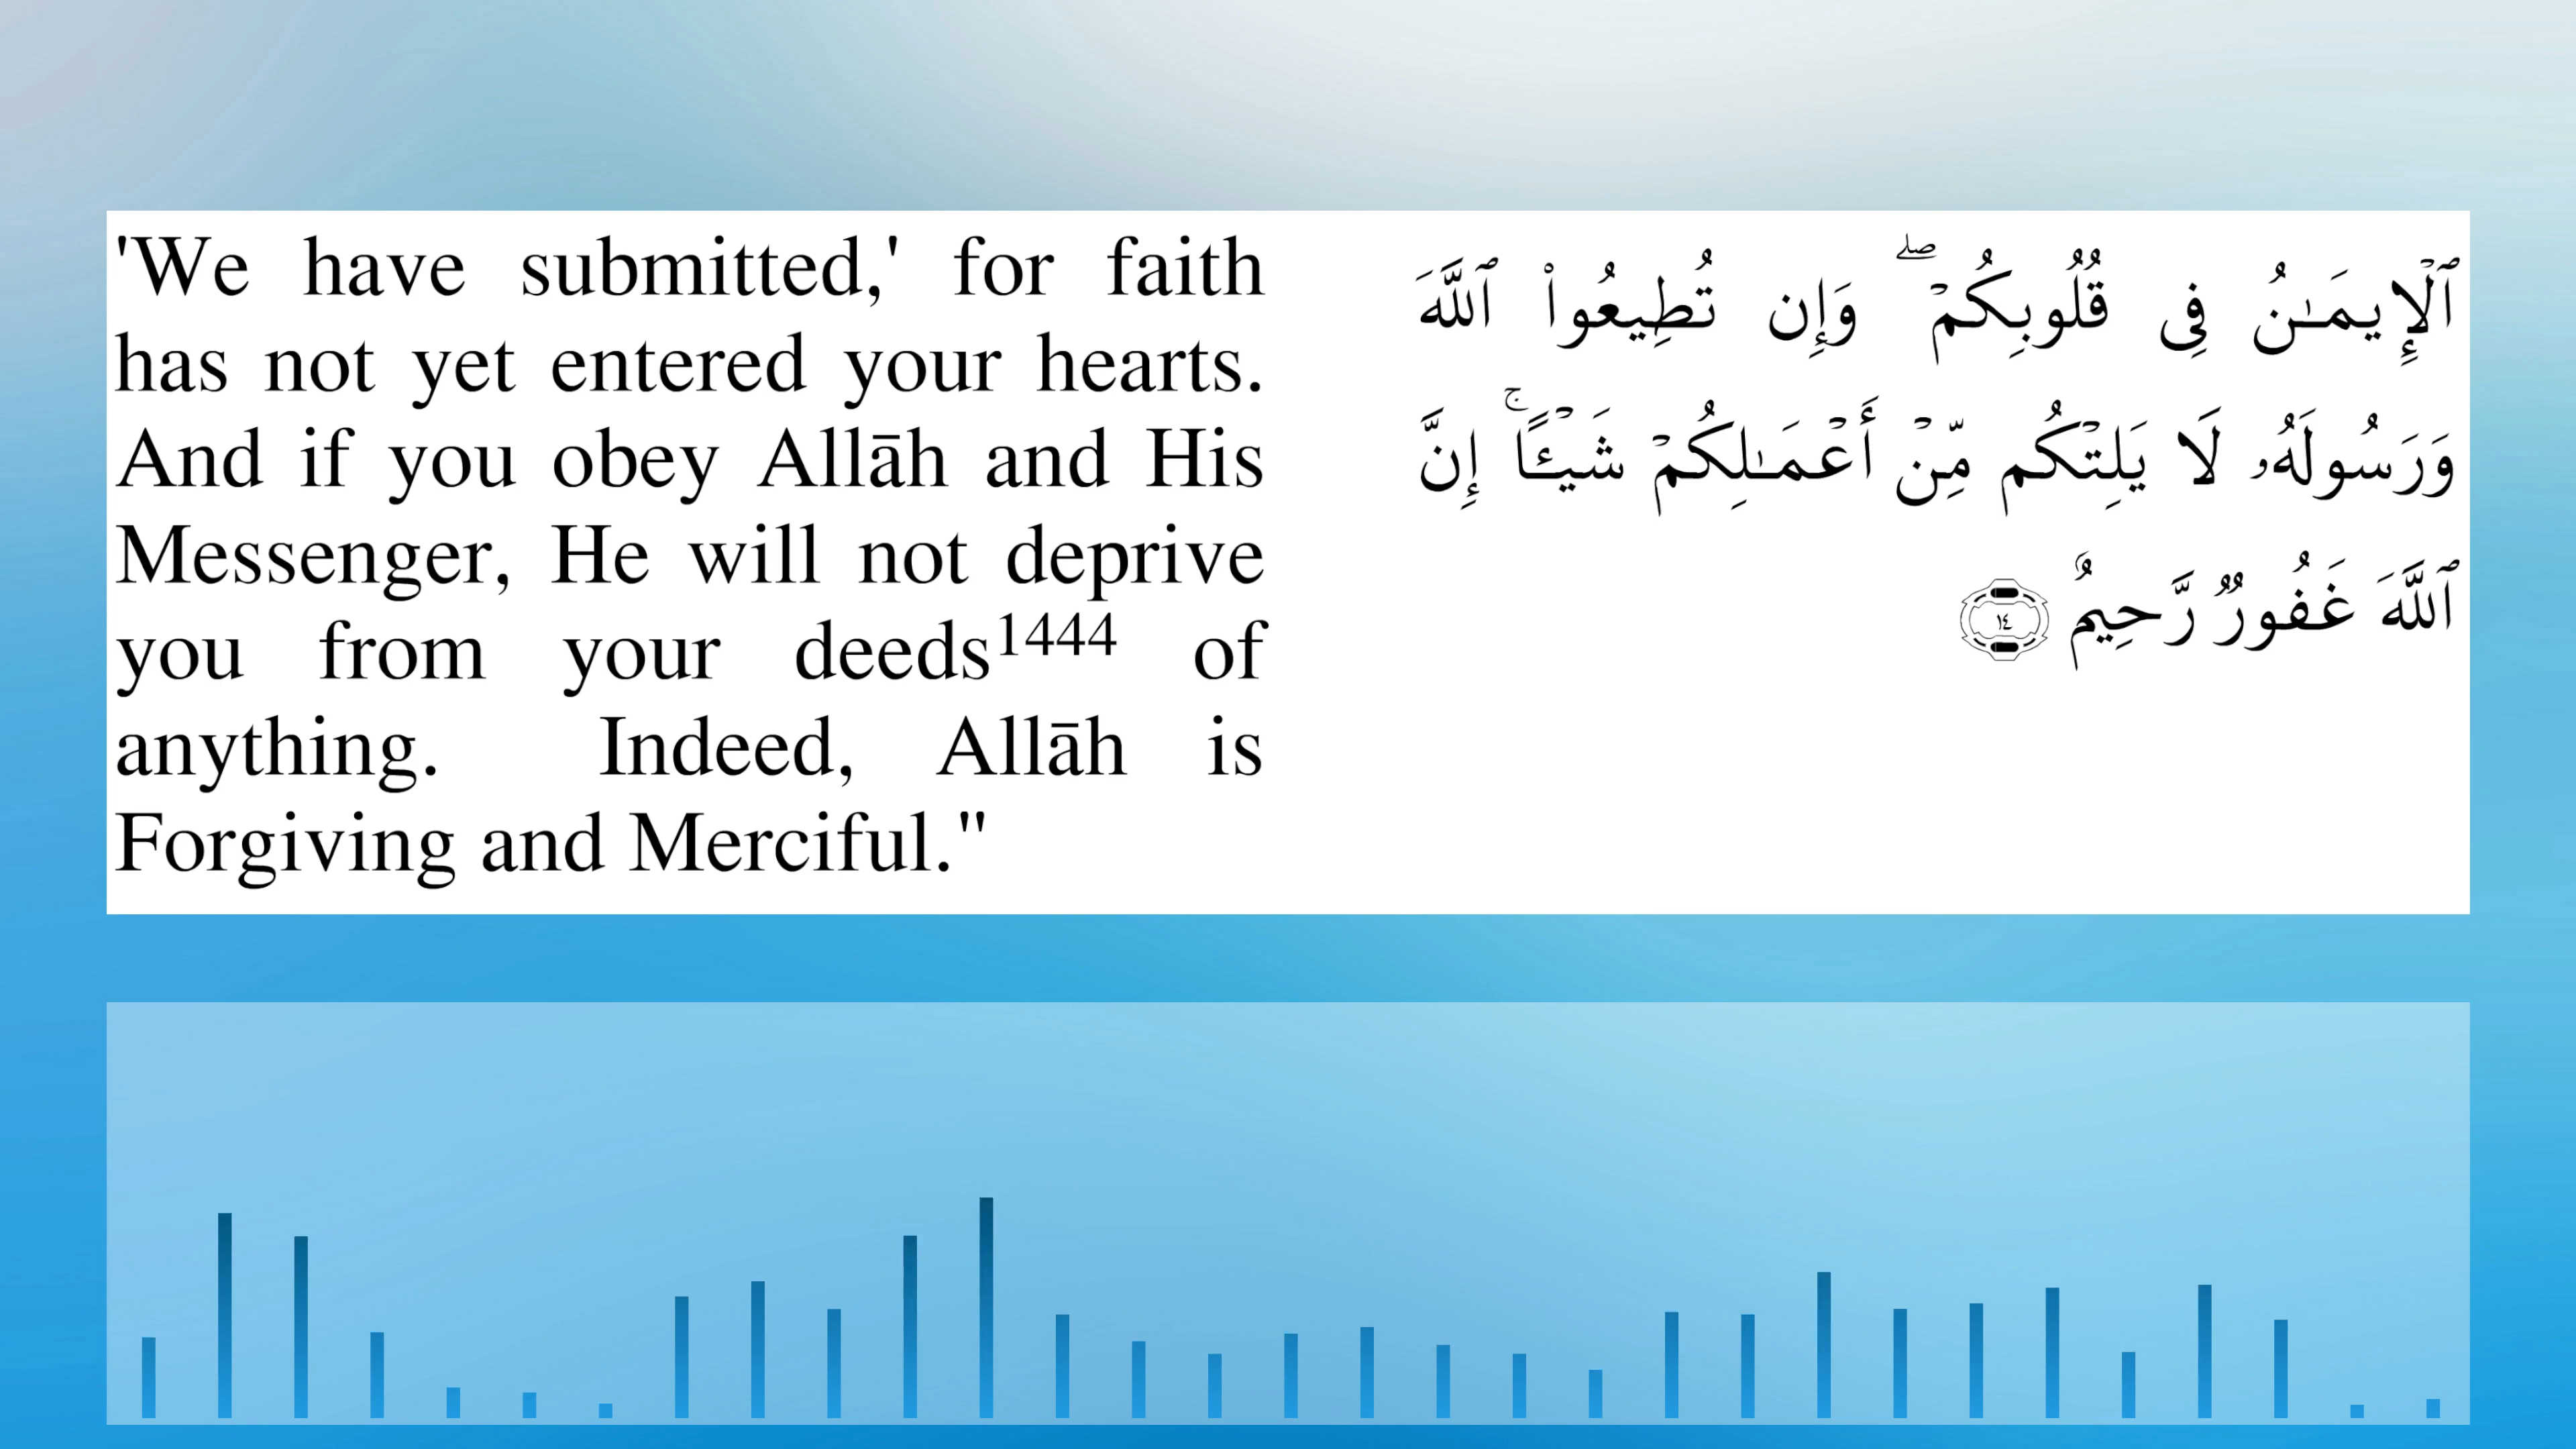 'We have submitted,' for faith
has not yet entered your hearts.
And if you obey Allāh and His
Messenger, He will not deprive
you from your deeds1444 of
anything. Indeed, Allāh is
Forgiving and Merciful."
ٱلْإِيمَـٰنُ فِى قُلُوبِكُمْ ۖ وَإِن تُطِيعُوا۟ ٱللَّهَ
وَرَسُولَهُۥ لَا يَلِتْكُم مِّنْ أَعْمَـٰلِكُمْ شَيْـًٔا ۚ إِنَّ
ٱللَّهَ غَفُورٌ رَّحِيمٌ ١٤